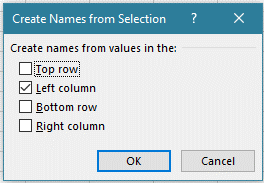 Create Names from Selection ? ×
Create names from values in the:
Top row
Left column
Bottom row
Right column
OK Cancel